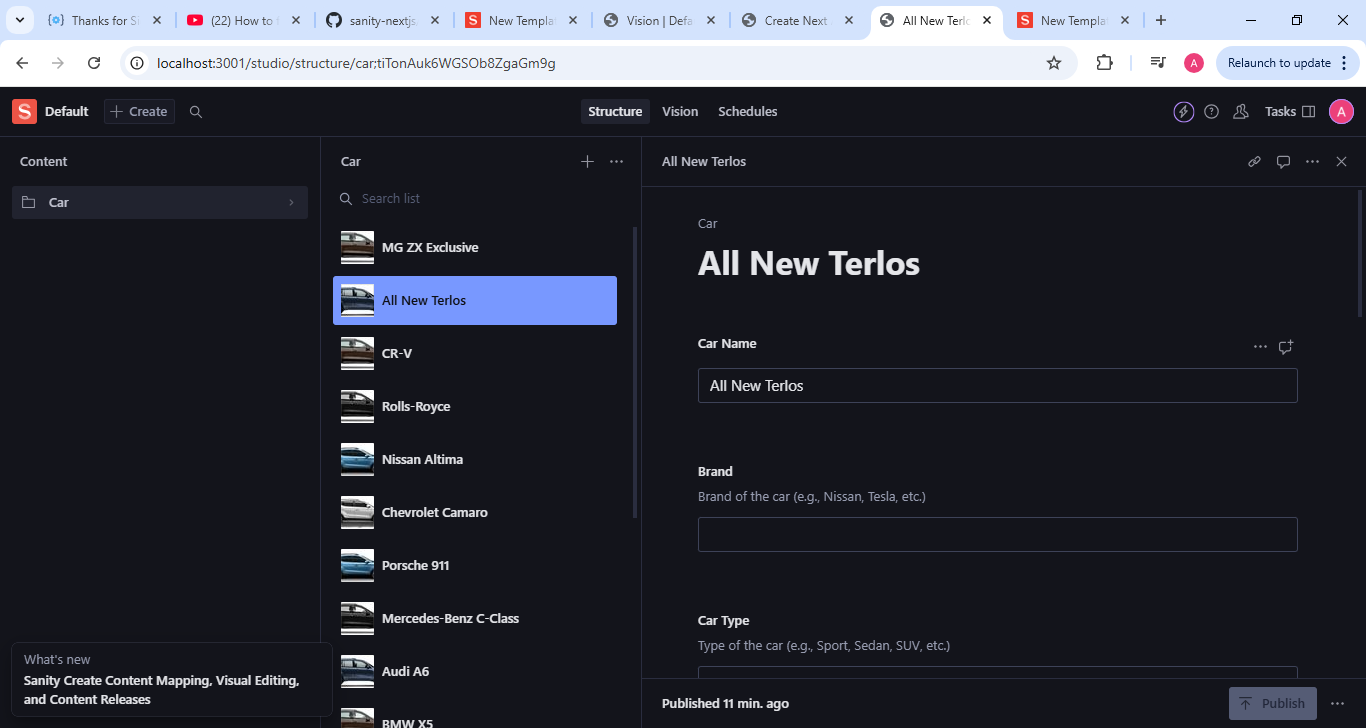 Thanks for Si
(22) How to
sanity-nextjs
New Templa
Vision | Defa
Create Next
All New Terlo
New Templa
localhost:3001/studio/structure/car;tiTonAuk6WGSOb8ZgaGm9g
A
Relaunch to update
S
Default
Create
Structure
Vision
Schedules
Tasks
A
Content
Car
Car
Search list
MG ZX Exclusive
All New Terlos
CR-V
Rolls-Royce
Nissan Altima
Chevrolet Camaro
Porsche 911
Mercedes-Benz C-Class
Audi A6
BMW X5
What's new
Sanity Create Content Mapping, Visual Editing,
and Content Releases
All New Terlos
Car
All New Terlos
Car Name
All New Terlos
Brand
Brand of the car (e.g., Nissan, Tesla, etc.)
Car Type
Type of the car (e.g., Sport, Sedan, SUV, etc.)
Published 11 min. ago
Publish